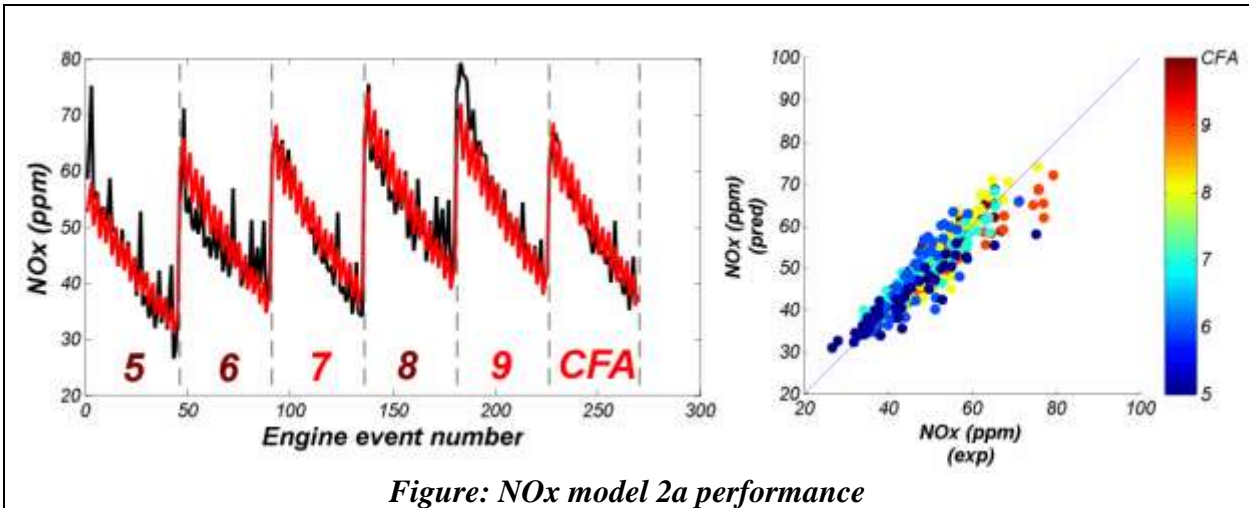 80
70
60
50
40
30
20
NOx (ppm)
5 6 7 8 9 CFA
0 50 100 150 200 250 300
Engine event number
100
90
80
70
60
50
40
30
20
NOx (ppm)
(pred)
20 40 60 80 100
NOx (ppm)
(exp)
CFA
9
8
7
6
5
Figure: NOx model 2a performance